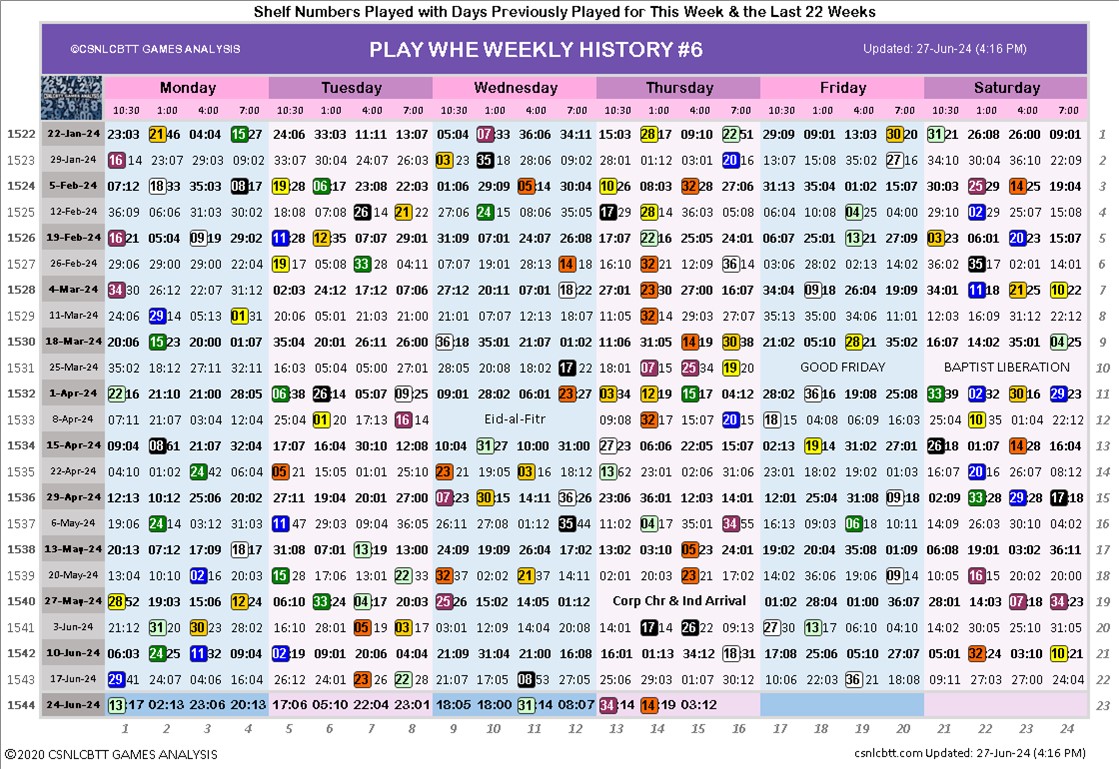 Shelf Numbers Played with Days Previously Played for This Week & the Last 22 Weeks
©CSNLCBTT GAMES ANALYSIS PLAY WHE WEEKLY HISTORY #6 Updated: 27-Jun-24 (4:16 PM)
Monday Tuesday Wednesday Thursday Friday Saturday
10:30 1:00 4:00 7:00 10:30 1:00 4:00 7:00 10:30 1:00 4:00 7:00 10:30 1:00 4:00 7:00 10:30 1:00 4:00 7:00 10:30 1:00 4:00 7:00
1522 22-Jan-24 23:03 21:46 04:04 15:27 24:06 33:03 11:11 13:07 05:04 07:33 36:06 34:11 15:03 28:17 09:10 22:51 29:09 09:01 13:03 30:20 31:21 26:08 26:00 09:01 1
1523 29-Jan-24 16:14 23:07 29:03 09:02 33:07 30:04 24:07 26:03 03:23 35:18 28:06 09:02 28:01 01:12 03:01 20:16 13:07 15:08 35:02 27:16 34:10 30:04 36:10 22:09 2
1524 5-Feb-24 07:12 18:33 35:03 08:17 19:28 06:17 23:08 22:03 01:06 29:09 11:14 30:04 10:26 08:03 32:28 27:06 31:13 35:04 01:02 15:07 30:03 25:29 14:25 19:04 3
1525 12-Feb-24 36:09 06:06 31:03 30:02 18:08 07:08 26:14 21:22 27:06 24:15 08:06 35:05 17:29 28:14 03:36 05:08 06:04 10:08 04:25 04:00 29:10 02:29 25:07 15:08 4
1526 19-Feb-24 16:21 05:04 09:19 29:02 11:28 12:35 07:07 29:01 31:09 07:01 24:07 26:08 17:07 22:16 25:05 24:01 06:07 25:01 13:21 27:09 03:23 06:01 20:23 15:07 5
1527 26-Feb-24 29:06 29:00 29:00 22:04 19:17 05:08 33:28 04:11 07:07 19:01 28:13 14:18 16:10 32:21 12:09 36:14 03:06 28:02 02:13 14:02 36:02 35:17 02:01 14:01 6
1528 4-Mar-24 34:30 26:12 22:07 31:12 02:03 24:12 17:12 07:08 27:12 20:11 07:01 18:22 27:01 23:30 27:00 16:07 34:04 09:18 26:04 09:08 34:01 11:18 21:25 10:22 7
1529 11-Mar-24 24:06 29:14 05:13 01:31 20:06 05:01 21:03 21:00 21:01 07:07 12:13 18:07 11:05 32:14 29:03 27:07 35:13 35:00 34:06 11:01 12:03 16:09 31:12 22:12 8
1530 18-Mar-24 20:06 15:23 20:00 01:07 35:04 20:01 26:11 26:00 36:18 35:01 21:07 01:02 11:06 31:05 14:19 30:38 21:02 05:10 28:21 35:02 16:07 14:02 35:01 04:25 9
1531 25-Mar-24 35:02 18:12 27:11 32:11 16:03 05:04 05:00 27:01 28:05 20:08 18:02 17:22 18:01 07:15 25:34 19:20 GOOD FRIDAY BAPTIST LIBERATION 10
1532 1-Apr-24 22:16 21:10 21:00 28:05 06:38 26:14 05:07 09:25 09:01 28:02 06:01 23:27 03:34 12:19 15:17 04:12 28:02 36:16 19:08 25:08 33:39 02:32 30:16 29:23 11
1533 8-Apr-24 07:11 21:07 03:04 12:04 25:06 01:20 17:13 16:14 Eid-al-Fitr 09:08 32:17 15:07 20:15 18:15 04:08 06:09 16:03 25:04 10:35 01:04 22:12 12
1534 15-Apr-24 09:04 08:61 21:07 32:04 17:07 16:04 30:10 12:08 10:04 31:27 10:00 31:00 27:23 06:06 22:05 15:07 02:13 19:14 31:02 27:01 26:18 01:07 14:28 16:04 13
1535 22-Apr-24 04:10 01:02 24:42 06:04 05:21 15:05 01:01 25:10 23:21 19:05 03:16 18:12 13:62 23:01 02:06 31:06 23:01 18:02 19:02 01:03 16:07 20:16 26:07 08:12 14
1536 29-Apr-24 12:13 10:12 25:06 20:02 27:11 19:04 20:01 27:00 07:23 30:15 14:11 36:26 23:06 36:01 12:03 14:01 12:01 25:04 31:08 09:18 02:09 33:28 29:28 17:18 15
1537 6-May-24 19:06 24:14 03:12 31:03 11:47 29:03 09:04 36:05 26:11 27:08 01:12 35:44 11:02 04:17 35:01 34:55 16:13 09:03 06:18 10:11 14:09 26:03 30:10 04:02 16
1538 13-May-24 20:13 07:12 17:09 18:17 31:08 07:01 13:19 13:00 24:09 19:09 26:04 17:02 13:02 03:10 05:23 24:01 19:02 20:04 35:08 01:09 06:08 19:01 03:02 36:11 17
1539 20-May-24 13:04 10:10 02:16 20:03 15:28 17:06 13:01 22:33 32:37 02:02 21:37 14:11 02:01 20:03 23:21 17:02 14:02 36:06 19:06 09:14 10:05 16:15 20:02 20:00 18
1540 27-May-24 28:52 19:03 15:06 12:24 06:10 33:24 04:17 20:03 25:26 15:02 14:05 01:12 Corp Chr & Ind Arrival 01:02 28:04 01:00 36:07 28:01 14:03 07:18 34:23 19
1541 3-Jun-24 21:12 31:20 30:23 28:02 16:10 28:01 05:19 03:17 03:01 12:09 14:04 20:08 14:01 17:14 26:22 09:13 27:30 13:17 06:10 08:04 14:02 30:05 25:10 31:05 20
1542 10-Jun-24 06:03 24:25 11:32 09:04 02:19 09:01 20:06 04:04 21:09 31:04 21:00 16:08 16:01 01:13 34:12 18:31 17:08 25:06 05:10 27:07 05:01 32:24 03:10 10:21 21
1543 17-Jun-24 29:41 24:07 04:06 16:04 26:12 24:01 23:26 22:28 21:07 17:05 08:53 27:05 25:06 29:03 01:07 30:12 10:06 22:03 36:21 18:08 09:11 27:03 27:00 24:04 22
1544 24-Jun-24 13:17 02:13 23:06 20:13 17:06 05:10 22:04 23:01 18:05 18:00 31:14 08:07 34:14 14:19 03:12 23
1 2 3 4 5 6 7 8 9 10 11 12 13 14 15 16 17 18 19 20 21 22 23 24
©2020 CSNLCBTT GAMES ANALYSIS csnlcbtt.com Updated: 27-Jun-24 (4:16 PM)